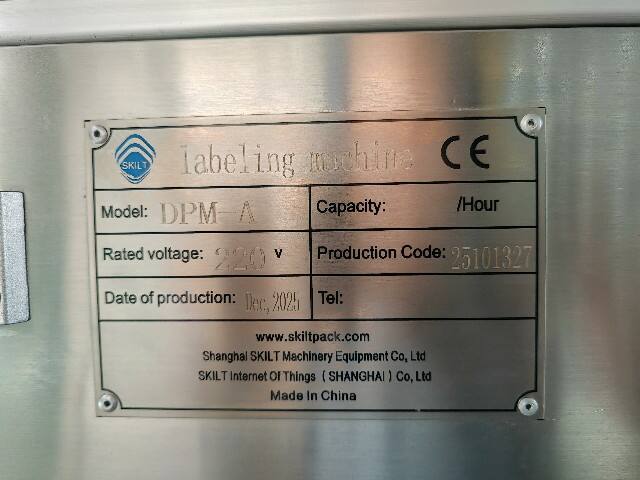 SKILT
labeling machine CE
Model: DPM-A
Capacity: /Hour
Rated voltage: 220 v
Production Code: 25101327
Date of production: Dec, 2025
Tel:
www.skiltpack.com
Shanghai SKILT Machinery Equipment Co, Ltd
SKILT Internet Of Things ( SHANGHAI ) Co, Ltd
Made In China